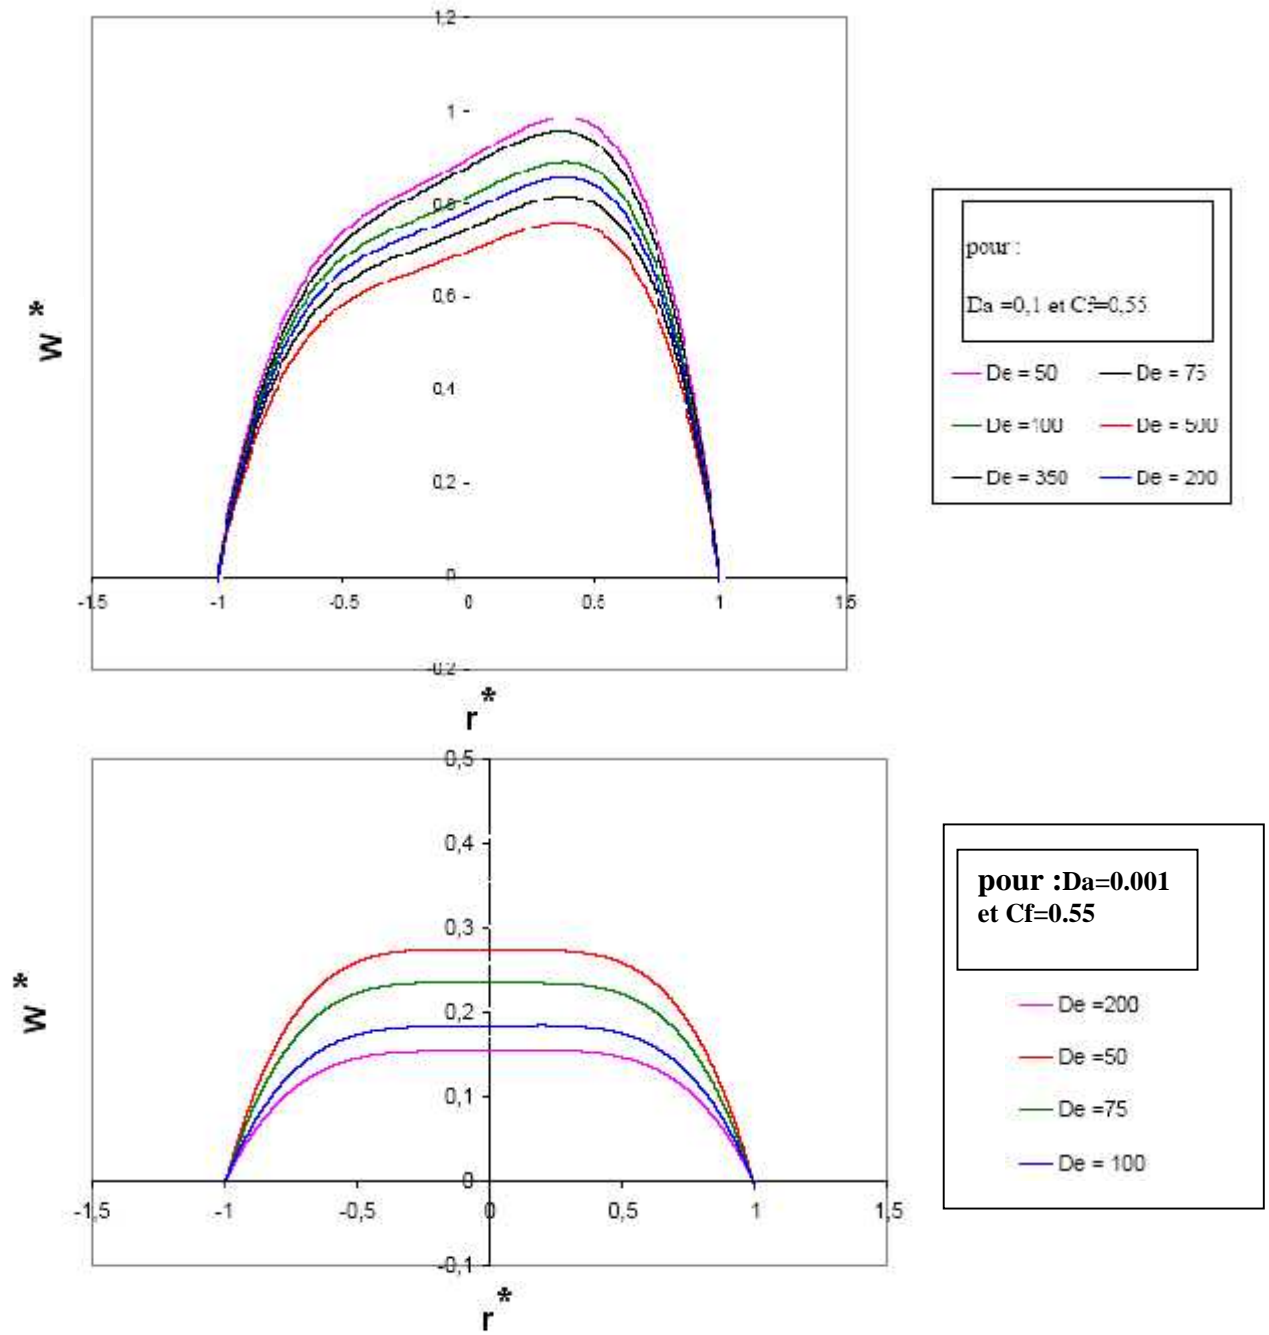 1,2
1
0,8
0,6
0,4
0,2
0
-0,2
-1.5 -1 -0.5 0 0.5 1 1.5
w*
r*
pour :
Da =0,1 et Cf=0,55
De = 50 De = 75
De =100 De = 500
De = 350 De = 200
0,5
0,4
0,3
0,2
0,1
0
-0,1
-1,5 -1 -0,5 0 0,5 1 1,5
w*
r*
pour :Da=0.001
et Cf=0.55
De =200
De =50
De =75
De = 100